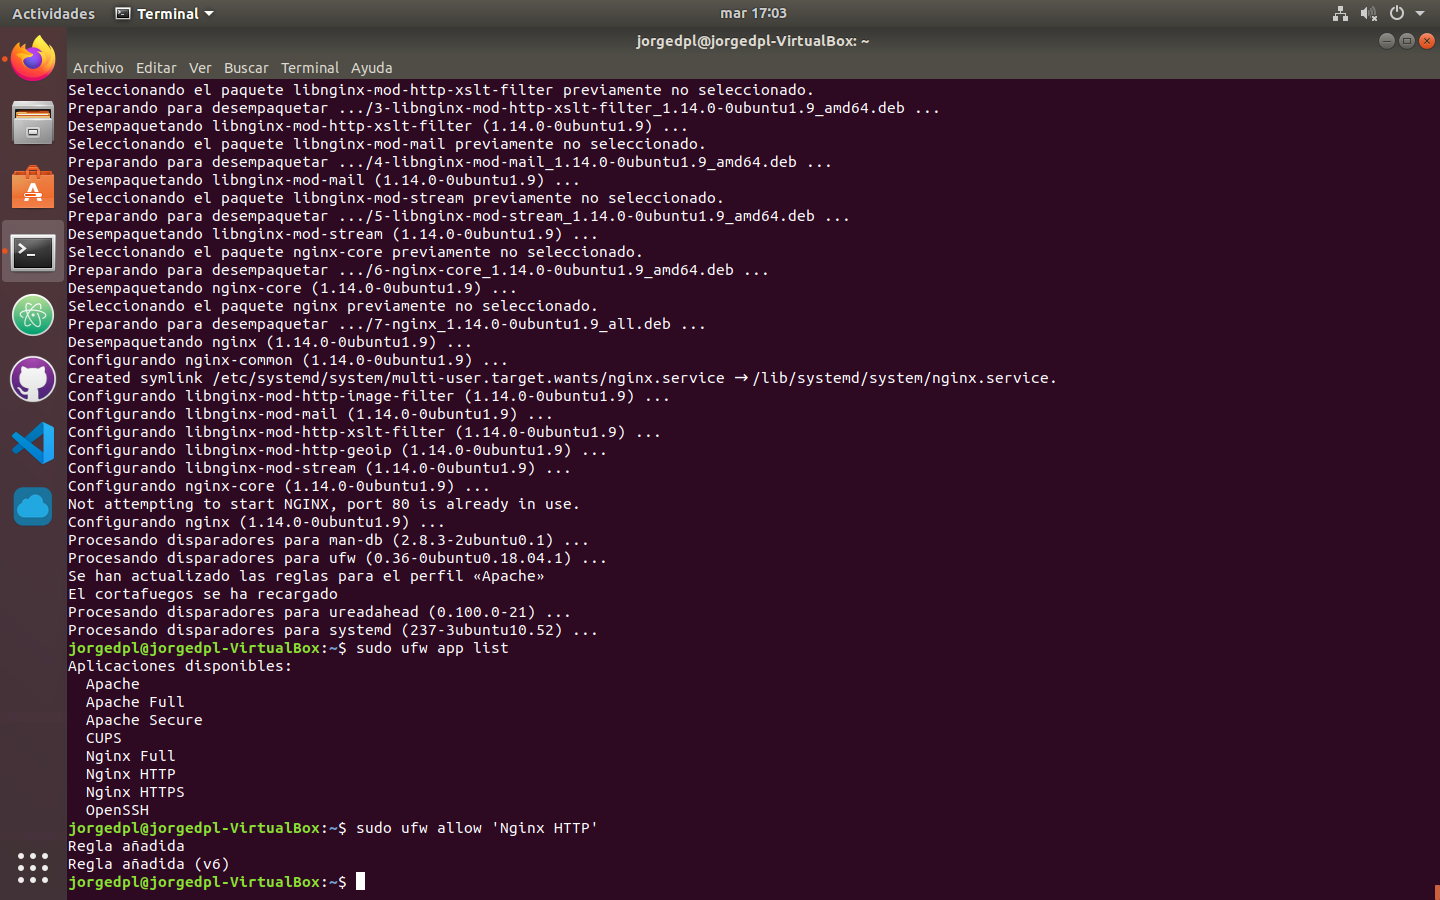 Actividades Terminal mar 17:03
jorgedpl@jorgedpl-VirtualBox: ~
Archivo Editar Ver Buscar Terminal Ayuda
Seleccionando el paquete libnginx-mod-http-xslt-filter previamente no seleccionado.
Preparando para desempaquetar .../3-libnginx-mod-http-xslt-filter_1.14.0-0ubuntu1.9_amd64.deb ...
Desempaquetando libnginx-mod-http-xslt-filter (1.14.0-0ubuntu1.9) ...
Seleccionando el paquete libnginx-mod-mail previamente no seleccionado.
Preparando para desempaquetar .../4-libnginx-mod-mail_1.14.0-0ubuntu1.9_amd64.deb ...
Desempaquetando libnginx-mod-mail (1.14.0-0ubuntu1.9) ...
Seleccionando el paquete libnginx-mod-stream previamente no seleccionado.
Preparando para desempaquetar .../5-libnginx-mod-stream_1.14.0-0ubuntu1.9_amd64.deb ...
Desempaquetando libnginx-mod-stream (1.14.0-0ubuntu1.9) ...
Seleccionando el paquete nginx-core previamente no seleccionado.
Preparando para desempaquetar .../6-nginx-core_1.14.0-0ubuntu1.9_amd64.deb ...
Desempaquetando nginx-core (1.14.0-0ubuntu1.9) ...
Seleccionando el paquete nginx previamente no seleccionado.
Preparando para desempaquetar .../7-nginx_1.14.0-0ubuntu1.9_all.deb ...
Desempaquetando nginx (1.14.0-0ubuntu1.9) ...
Configurando nginx-common (1.14.0-0ubuntu1.9) ...
Created symlink /etc/systemd/system/multi-user.target.wants/nginx.service → /lib/systemd/system/nginx.service.
Configurando libnginx-mod-http-image-filter (1.14.0-0ubuntu1.9) ...
Configurando libnginx-mod-mail (1.14.0-0ubuntu1.9) ...
Configurando libnginx-mod-http-xslt-filter (1.14.0-0ubuntu1.9) ...
Configurando libnginx-mod-http-geoip (1.14.0-0ubuntu1.9) ...
Configurando libnginx-mod-stream (1.14.0-0ubuntu1.9) ...
Configurando nginx-core (1.14.0-0ubuntu1.9) ...
Not attempting to start NGINX, port 80 is already in use.
Configurando nginx (1.14.0-0ubuntu1.9) ...
Procesando disparadores para man-db (2.8.3-2ubuntu0.1) ...
Procesando disparadores para ufw (0.36-0ubuntu0.18.04.1) ...
Se han actualizado las reglas para el perfil «Apache»
El cortafuegos se ha recargado
Procesando disparadores para ureadahead (0.100.0-21) ...
Procesando disparadores para systemd (237-3ubuntu10.52) ...
jorgedpl@jorgedpl-VirtualBox:~$ sudo ufw app list
Aplicaciones disponibles:
  Apache
  Apache Full
  Apache Secure
  CUPS
  Nginx Full
  Nginx HTTP
  Nginx HTTPS
  OpenSSH
jorgedpl@jorgedpl-VirtualBox:~$ sudo ufw allow 'Nginx HTTP'
Regla añadida
Regla añadida (v6)
jorgedpl@jorgedpl-VirtualBox:~$